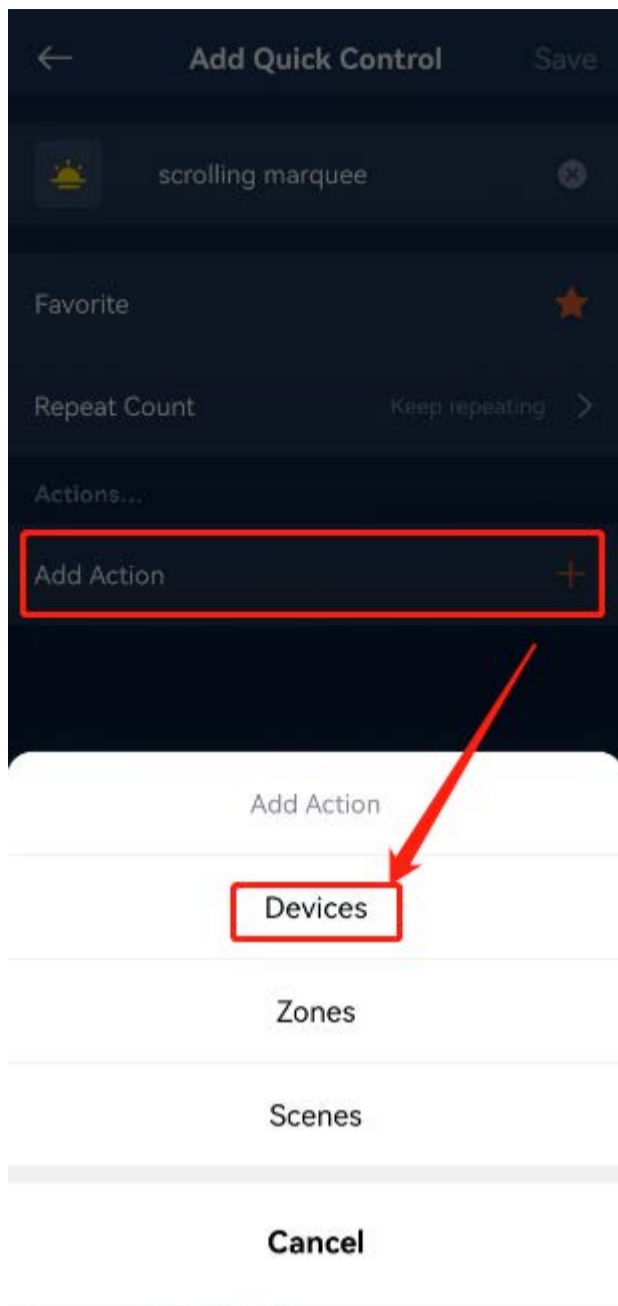 Add Quick Control Save
scrolling marquee
Favorite
Repeat Count Keep repeating
Actions...
Add Action
Add Action
Devices
Zones
Scenes
Cancel